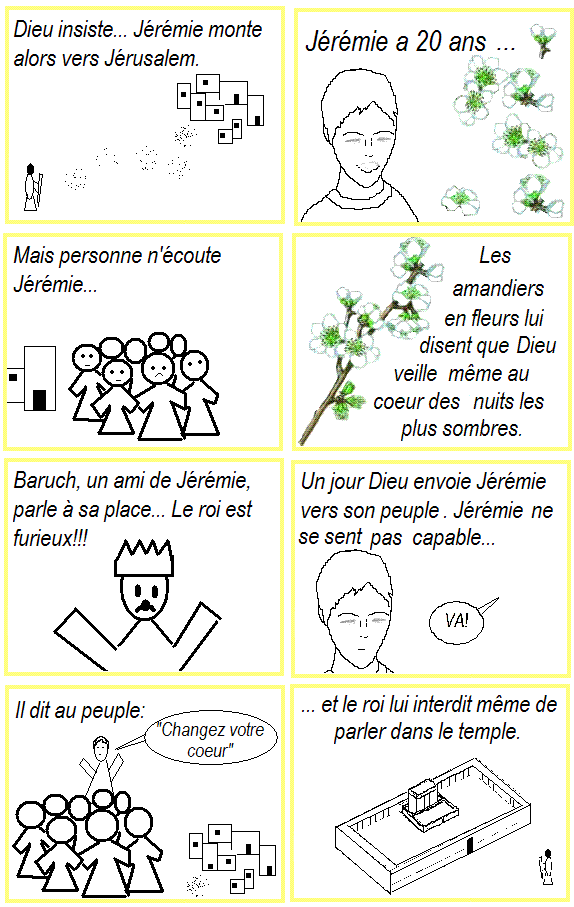 Dieu insiste... Jérémie monte
alors vers Jérusalem.
Jérémie a 20 ans ...
Mais personne n'écoute
Jérémie...
Les
amandiers
en fleurs lui
disent que Dieu
veille même au
coeur des nuits les
plus sombres.
Baruch, un ami de Jérémie,
parle à sa place... Le roi est
furieux!!!
Un jour Dieu envoie Jérémie
vers son peuple . Jérémie ne
se sent pas capable...
VA!
Il dit au peuple:
"Changez votre
coeur"
... et le roi lui interdit même de
parler dans le temple.